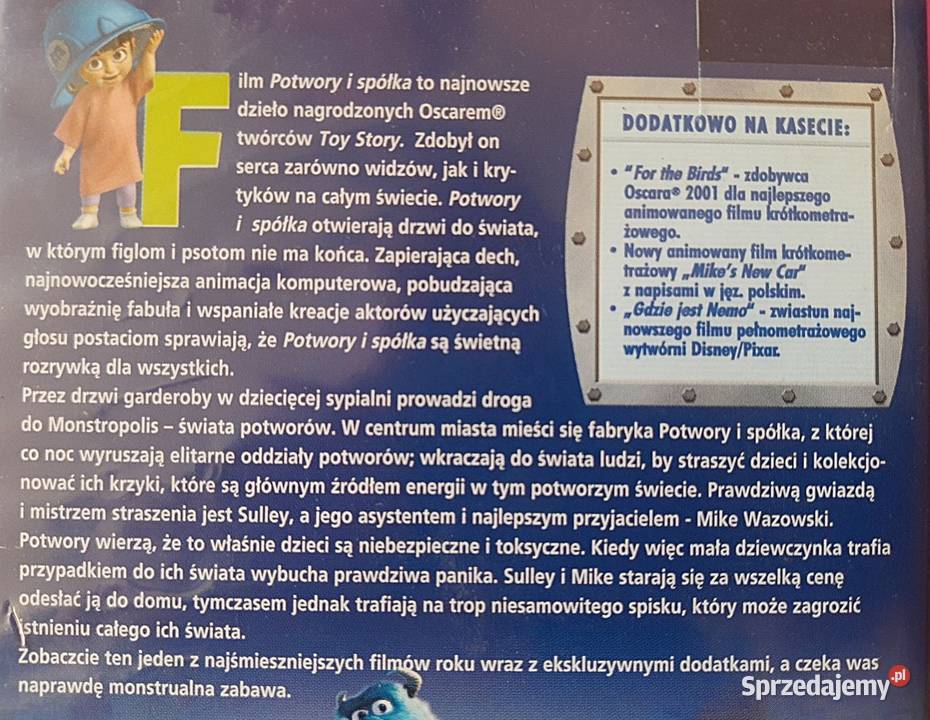 Film Potwory i spółka to najnowsze
dzieło nagrodzonych Oscarem®
twórców Toy Story. Zdobył on
serca zarówno widzów, jak i kry-
tyków na całym świecie. Potwory
i spółka otwierają drzwi do świata,
w którym figlom i psotom nie ma końca. Zapierająca dech,
najnowocześniejsza animacja komputerowa, pobudzająca
wyobraźnię fabuła i wspaniałe kreacje aktorów użyczających
głosu postaciom sprawiają, że Potwory i spółka są świetną
rozrywką dla wszystkich.
Przez drzwi garderoby w dziecięcej sypialni prowadzi droga
do Monstropolis – świata potworów. W centrum miasta mieści się fabryka Potwory i spółka, z której
co noc wyruszają elitarne oddziały potworów; wkraczają do świata ludzi, by straszyć dzieci i kolekcjo-
nować ich krzyki, które są głównym źródłem energii w tym potworzym świecie. Prawdziwą gwiazdą
i mistrzem straszenia jest Sulley, a jego asystentem i najlepszym przyjacielem - Mike Wazowski.
Potwory wierzą, że to właśnie dzieci są niebezpieczne i toksyczne. Kiedy więc mała dziewczynka trafia
przypadkiem do ich świata wybucha prawdziwa panika. Sulley i Mike starają się za wszelką cenę
odesłać ją do domu, tymczasem jednak trafiają na trop niesamowitego spisku, który może zagrozić
istnieniu całego ich świata.
Zobaczcie ten jeden z najśmieszniejszych filmów roku wraz z ekskluzywnymi dodatkami, a czeka was
naprawdę monstrualna zabawa.
DODATKOWO NA KASECIE:
• "For the Birds" - zdobywca
Oscara® 2001 dla najlepszego
animowanego filmu krótkometra-
żowego.
• Nowy animowany film krótkome-
trażowy „Mike's New Car"
z napisami w jęz. polskim.
• „Gdzie jest Nemo" - zwiastun naj-
nowszego filmu pełnometrażowego
wytwórni Disney/Pixar.
Sprzedajemy.pl